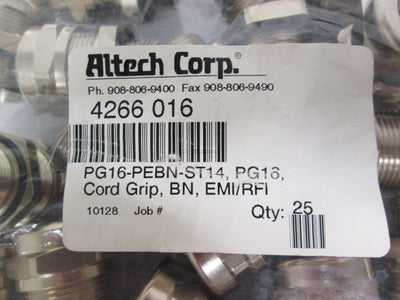 Altech Corp.®
Ph. 908-806-9400 Fax 908-806-9490
4266 016
PG16-PEBN-ST14, PG16,
Cord Grip, BN, EMI/RFI
10128 Job # Qty: 25